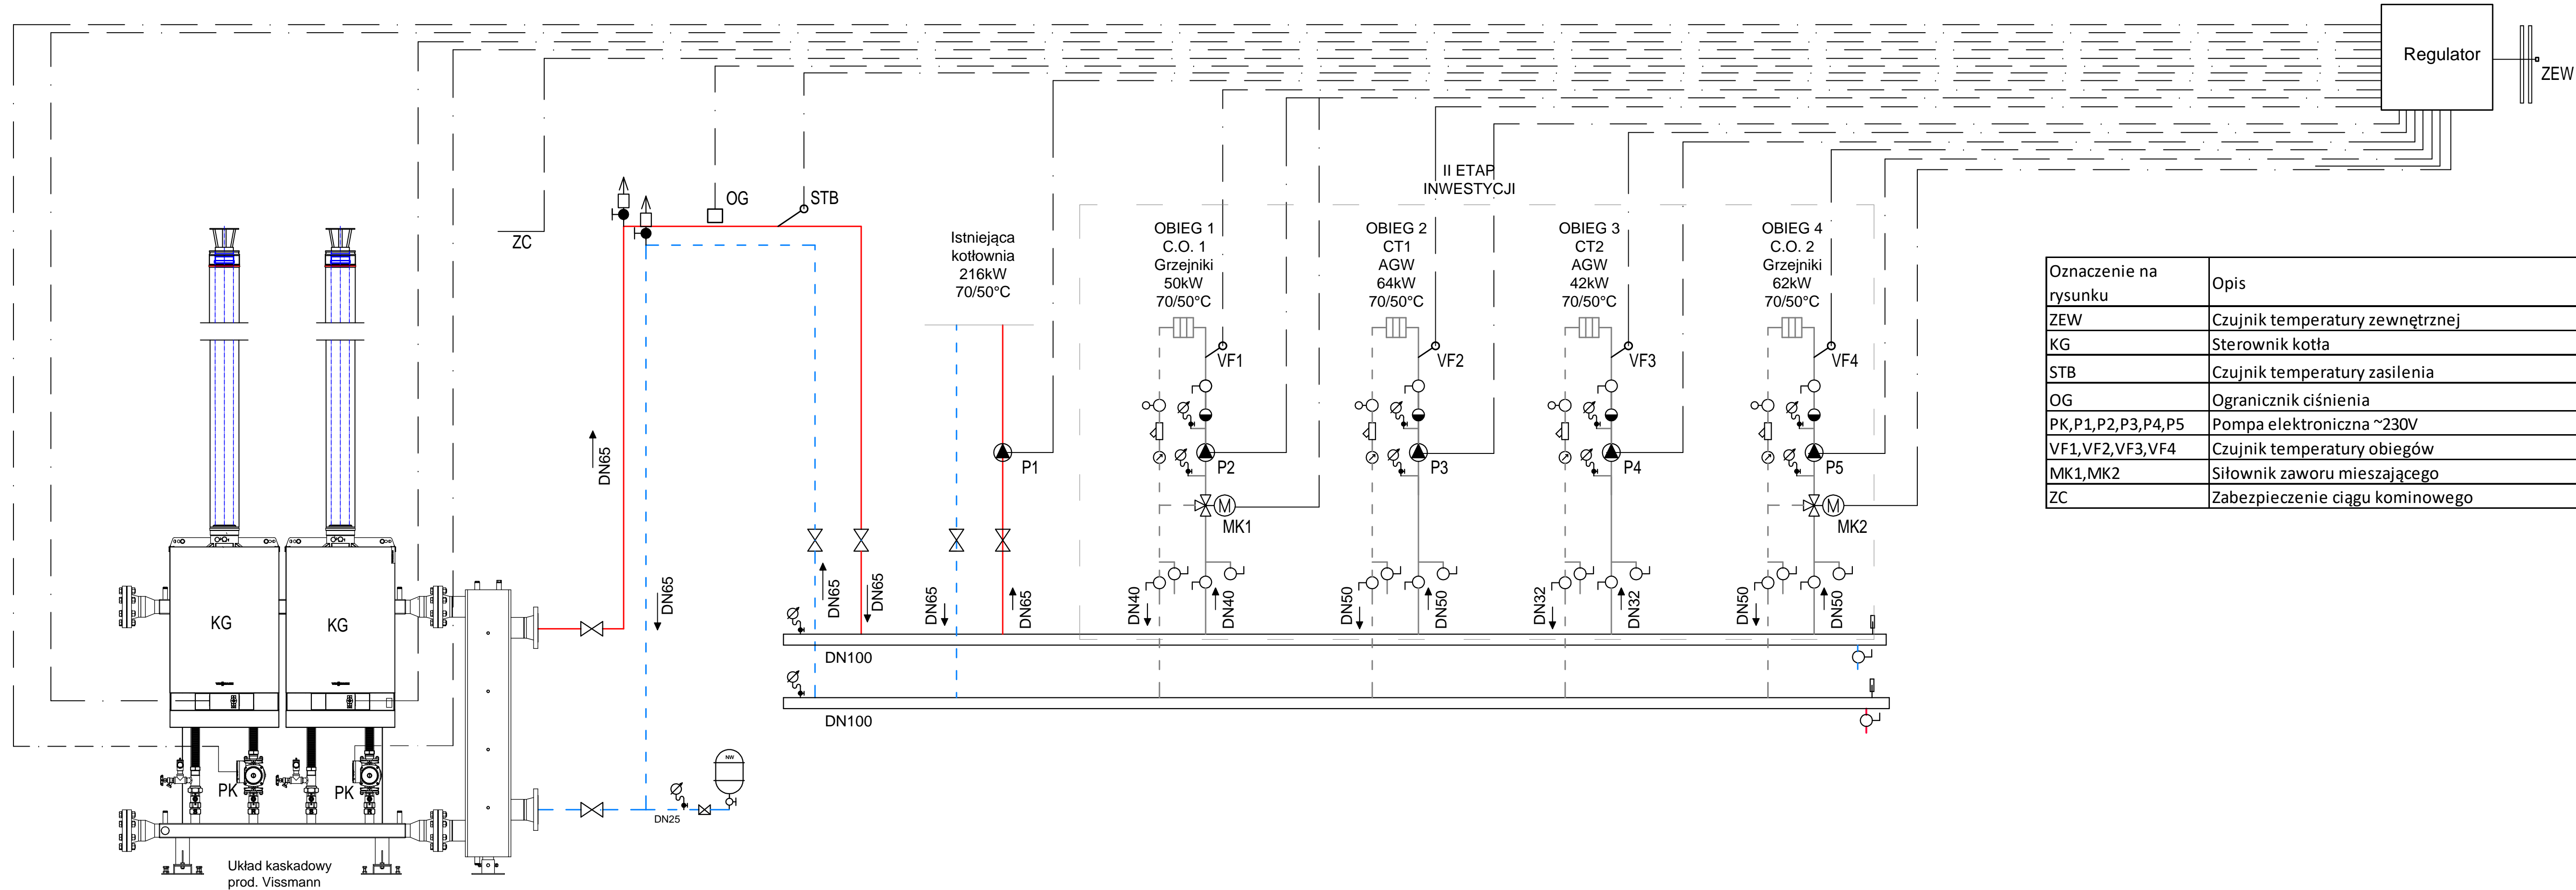 Regulator
ZEW
II ETAP
INWESTYCJI
OG
STB
ZC
Istniejąca
kotłownia
216kW
70/50°C
OBIEG 1
C.O. 1
Grzejniki
50kW
70/50°C
OBIEG 2
CT1
AGW
64kW
70/50°C
OBIEG 3
CT2
AGW
42kW
70/50°C
OBIEG 4
C.O. 2
Grzejniki
62kW
70/50°C
VF1
VF2
VF3
VF4
P1
P2
P3
P4
P5
M
MK1
M
MK2
DN65
DN65
DN65
DN65
DN65
DN65
DN40
DN40
DN50
DN50
DN32
DN32
DN50
DN50
KG
KG
DN100
DN100
PK
PK
NW
DN25
Układ kaskadowy
prod. Vissmann
Oznaczenie na
rysunku
Opis
ZEW Czujnik temperatury zewnętrznej
KG Sterownik kotła
STB Czujnik temperatury zasilenia
OG Ogranicznik ciśnienia
PK,P1,P2,P3,P4,P5 Pompa elektroniczna ~230V
VF1,VF2,VF3,VF4 Czujnik temperatury obiegów
MK1,MK2 Siłownik zaworu mieszającego
ZC Zabezpieczenie ciągu kominowego